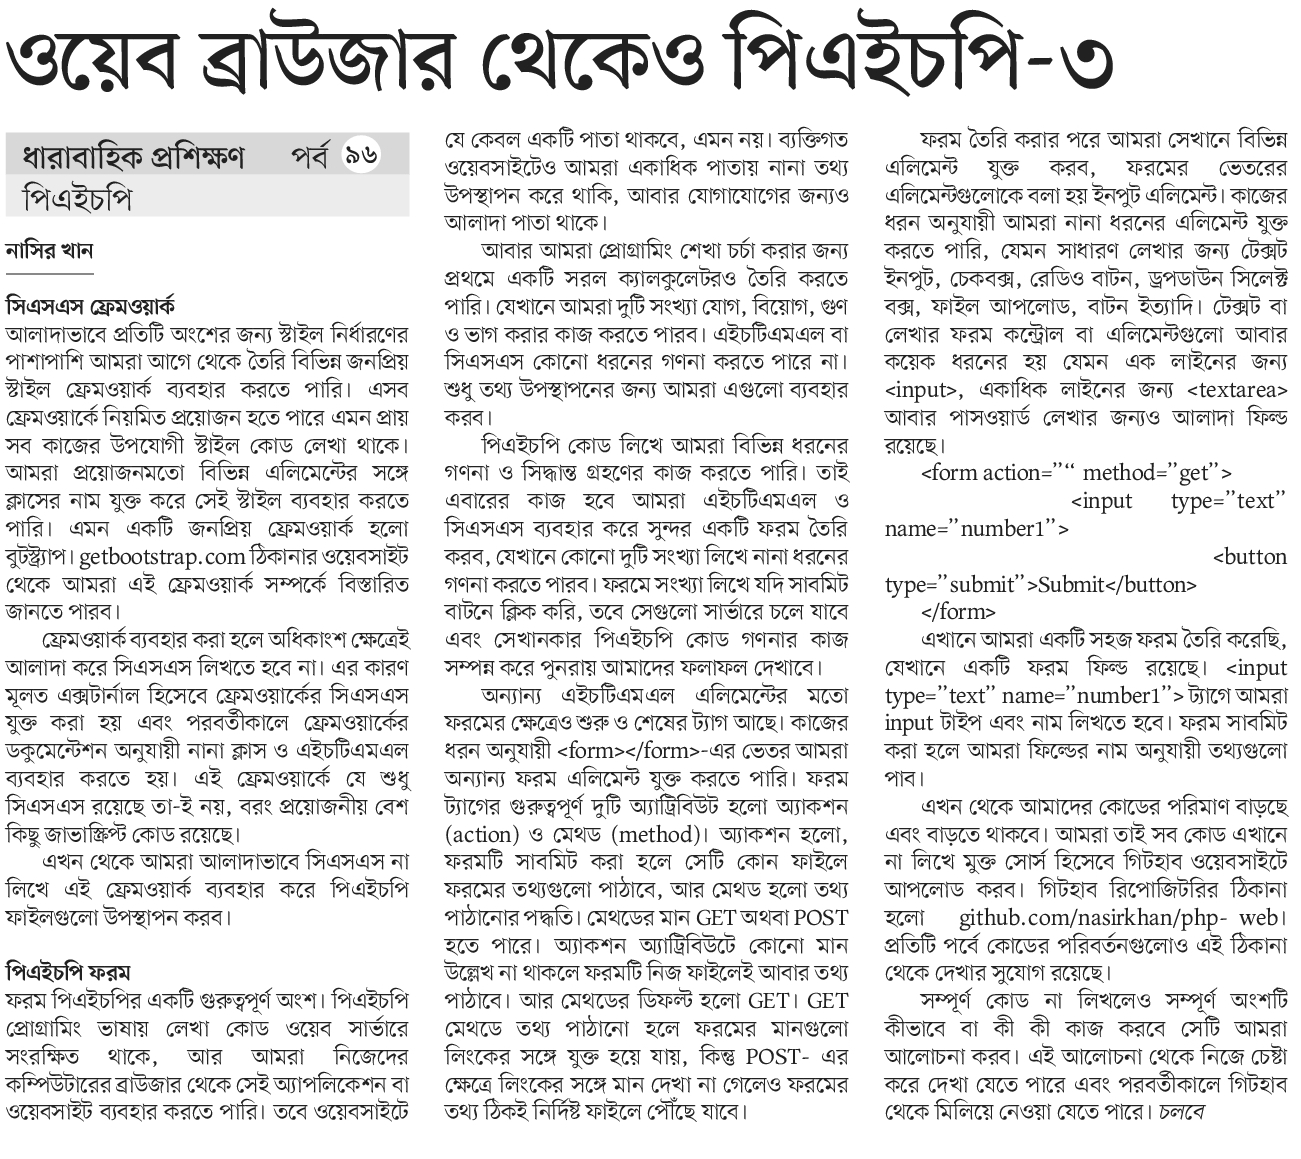 ওয়েব ব্রাউজার থেকেও পিএইচপি-৩
ধারাবাহিক প্রশিক্ষণ পর্ব ৯৬
পিএইচপি
নাসির খান
সিএসএস ফ্রেমওয়ার্ক
আলাদাভাবে প্রতিটি অংশের জন্য স্টাইল নির্ধারণের
পাশাপাশি আমরা আগে থেকে তৈরি বিভিন্ন জনপ্রিয়
স্টাইল ফ্রেমওয়ার্ক ব্যবহার করতে পারি। এসব
ফ্রেমওয়ার্কে নিয়মিত প্রয়োজন হতে পারে এমন প্রায়
সব কাজের উপযোগী স্টাইল কোড লেখা থাকে।
আমরা প্রয়োজনমতো বিভিন্ন এলিমেন্টের সঙ্গে
ক্লাসের নাম যুক্ত করে সেই স্টাইল ব্যবহার করতে
পারি। এমন একটি জনপ্রিয় ফ্রেমওয়ার্ক হলো
বুটস্ট্র্যাপ। getbootstrap.com ঠিকানার ওয়েবসাইট
থেকে আমরা এই ফ্রেমওয়ার্ক সম্পর্কে বিস্তারিত
জানতে পারব।
ফ্রেমওয়ার্ক ব্যবহার করা হলে অধিকাংশ ক্ষেত্রেই
আলাদা করে সিএসএস লিখতে হবে না। এর কারণ
মূলত এক্সটার্নাল হিসেবে ফ্রেমওয়ার্কের সিএসএস
যুক্ত করা হয় এবং পরবর্তীকালে ফ্রেমওয়ার্কের
ডকুমেন্টেশন অনুযায়ী নানা ক্লাস ও এইচটিএমএল
ব্যবহার করতে হয়। এই ফ্রেমওয়ার্কে যে শুধু
সিএসএস রয়েছে তা-ই নয়, বরং প্রয়োজনীয় বেশ
কিছু জাভাস্ক্রিপ্ট কোড রয়েছে।
এখন থেকে আমরা আলাদাভাবে সিএসএস না
লিখে এই ফ্রেমওয়ার্ক ব্যবহার করে পিএইচপি
ফাইলগুলো উপস্থাপন করব।
পিএইচপি ফরম
ফরম পিএইচপির একটি গুরুত্বপূর্ণ অংশ। পিএইচপি
প্রোগ্রামিং ভাষায় লেখা কোড ওয়েব সার্ভারে
সংরক্ষিত থাকে, আর আমরা নিজেদের
কম্পিউটারের ব্রাউজার থেকে সেই অ্যাপলিকেশন বা
ওয়েবসাইট ব্যবহার করতে পারি। তবে ওয়েবসাইটে
যে কেবল একটি পাতা থাকবে, এমন নয়। ব্যক্তিগত
ওয়েবসাইটেও আমরা একাধিক পাতায় নানা তথ্য
উপস্থাপন করে থাকি, আবার যোগাযোগের জন্যও
আলাদা পাতা থাকে।
আবার আমরা প্রোগ্রামিং শেখা চর্চা করার জন্য
প্রথমে একটি সরল ক্যালকুলেটরও তৈরি করতে
পারি। যেখানে আমরা দুটি সংখ্যা যোগ, বিয়োগ, গুণ
ও ভাগ করার কাজ করতে পারব। এইচটিএমএল বা
সিএসএস কোনো ধরনের গণনা করতে পারে না।
শুধু তথ্য উপস্থাপনের জন্য আমরা এগুলো ব্যবহার
করব।
পিএইচপি কোড লিখে আমরা বিভিন্ন ধরনের
গণনা ও সিদ্ধান্ত গ্রহণের কাজ করতে পারি। তাই
এবারের কাজ হবে আমরা এইচটিএমএল ও
সিএসএস ব্যবহার করে সুন্দর একটি ফরম তৈরি
করব, যেখানে কোনো দুটি সংখ্যা লিখে নানা ধরনের
গণনা করতে পারব। ফরমে সংখ্যা লিখে যদি সাবমিট
বাটনে ক্লিক করি, তবে সেগুলো সার্ভারে চলে যাবে
এবং সেখানকার পিএইচপি কোড গণনার কাজ
সম্পন্ন করে পুনরায় আমাদের ফলাফল দেখাবে।
অন্যান্য এইচটিএমএল এলিমেন্টের মতো
ফরমের ক্ষেত্রেও শুরু ও শেষের ট্যাগ আছে। কাজের
ধরন অনুযায়ী <form></form>-এর ভেতর আমরা
অন্যান্য ফরম এলিমেন্ট যুক্ত করতে পারি। ফরম
ট্যাগের গুরুত্বপূর্ণ দুটি অ্যাট্রিবিউট হলো অ্যাকশন
(action) ও মেথড (method)। অ্যাকশন হলো,
ফরমটি সাবমিট করা হলে সেটি কোন ফাইলে
ফরমের তথ্যগুলো পাঠাবে, আর মেথড হলো তথ্য
পাঠানোর পদ্ধতি। মেথডের মান GET অথবা POST
হতে পারে। অ্যাকশন অ্যাট্রিবিউটে কোনো মান
উল্লেখ না থাকলে ফরমটি নিজ ফাইলেই আবার তথ্য
পাঠাবে। আর মেথডের ডিফল্ট হলো GET। GET
মেথডে তথ্য পাঠানো হলে ফরমের মানগুলো
লিংকের সঙ্গে যুক্ত হয়ে যায়, কিন্তু POST- এর
ক্ষেত্রে লিংকের সঙ্গে মান দেখা না গেলেও ফরমের
তথ্য ঠিকই নির্দিষ্ট ফাইলে পৌঁছে যাবে।
ফরম তৈরি করার পরে আমরা সেখানে বিভিন্ন
এলিমেন্ট যুক্ত করব, ফরমের ভেতরের
এলিমেন্টগুলোকে বলা হয় ইনপুট এলিমেন্ট। কাজের
ধরন অনুযায়ী আমরা নানা ধরনের এলিমেন্ট যুক্ত
করতে পারি, যেমন সাধারণ লেখার জন্য টেক্সট
ইনপুট, চেকবক্স, রেডিও বাটন, ড্রপডাউন সিলেক্ট
বক্স, ফাইল আপলোড, বাটন ইত্যাদি। টেক্সট বা
লেখার ফরম কন্ট্রোল বা এলিমেন্টগুলো আবার
কয়েক ধরনের হয় যেমন এক লাইনের জন্য
<input>, একাধিক লাইনের জন্য <textarea>
আবার পাসওয়ার্ড লেখার জন্যও আলাদা ফিল্ড
রয়েছে।
<form action=”“ method=”get”>
<input type=”text”
name=”number1”>
<button
type=”submit”>Submit</button>
</form>
এখানে আমরা একটি সহজ ফরম তৈরি করেছি,
যেখানে একটি ফরম ফিল্ড রয়েছে। <input
type=”text” name=”number1”> ট্যাগে আমরা
input টাইপ এবং নাম লিখতে হবে। ফরম সাবমিট
করা হলে আমরা ফিল্ডের নাম অনুযায়ী তথ্যগুলো
পাব।
এখন থেকে আমাদের কোডের পরিমাণ বাড়ছে
এবং বাড়তে থাকবে। আমরা তাই সব কোড এখানে
না লিখে মুক্ত সোর্স হিসেবে গিটহাব ওয়েবসাইটে
আপলোড করব। গিটহাব রিপোজিটরির ঠিকানা
হলো github.com/nasirkhan/php- web।
প্রতিটি পর্বে কোডের পরিবর্তনগুলোও এই ঠিকানা
থেকে দেখার সুযোগ রয়েছে।
সম্পূর্ণ কোড না লিখলেও সম্পূর্ণ অংশটি
কীভাবে বা কী কী কাজ করবে সেটি আমরা
আলোচনা করব। এই আলোচনা থেকে নিজে চেষ্টা
করে দেখা যেতে পারে এবং পরবর্তীকালে গিটহাব
থেকে মিলিয়ে নেওয়া যেতে পারে। চলবে